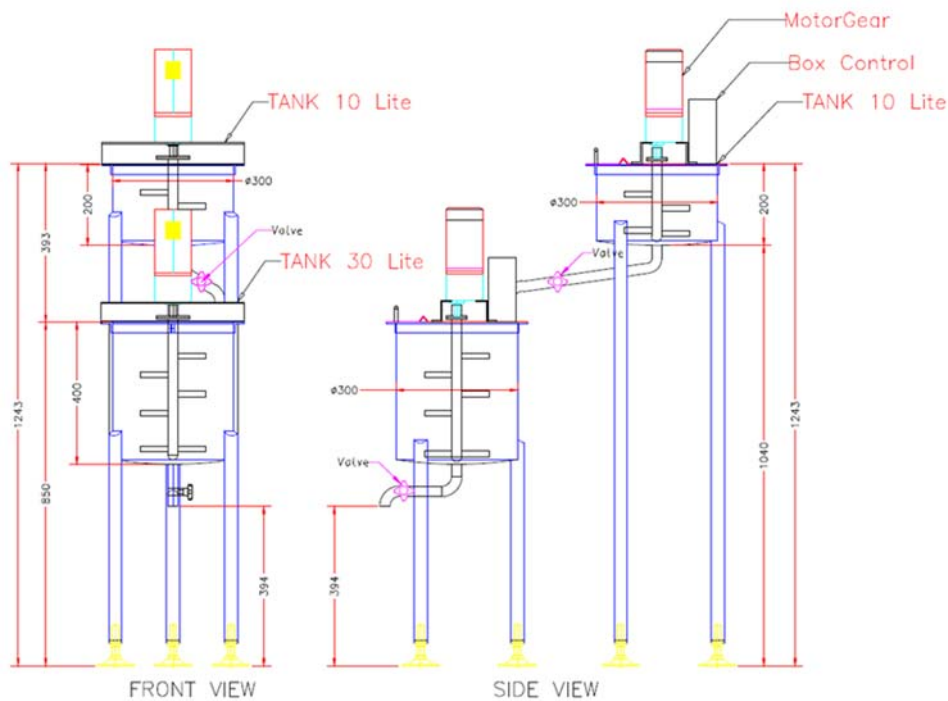 MotorGear
Box Control
TANK 10 Lite
TANK 10 Lite
ø300
200
393
Valve
TANK 30 Lite
400
1243
850
394
FRONT VIEW
ø300
200
Valve
ø300
Valve
394
1040
1243
SIDE VIEW